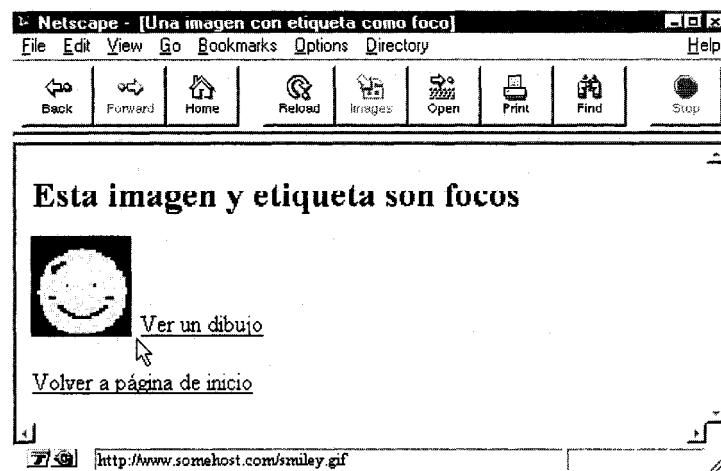 Netscape - [Una imagen con etiqueta como foco]
File Edit View Go Bookmarks Options Directory Help
Back Forward Home Reload Images Open Print Find Stop
Esta imagen y etiqueta son focos
Ver un dibujo
Volver a página de inicio
http://www.somehost.com/smiley.gif